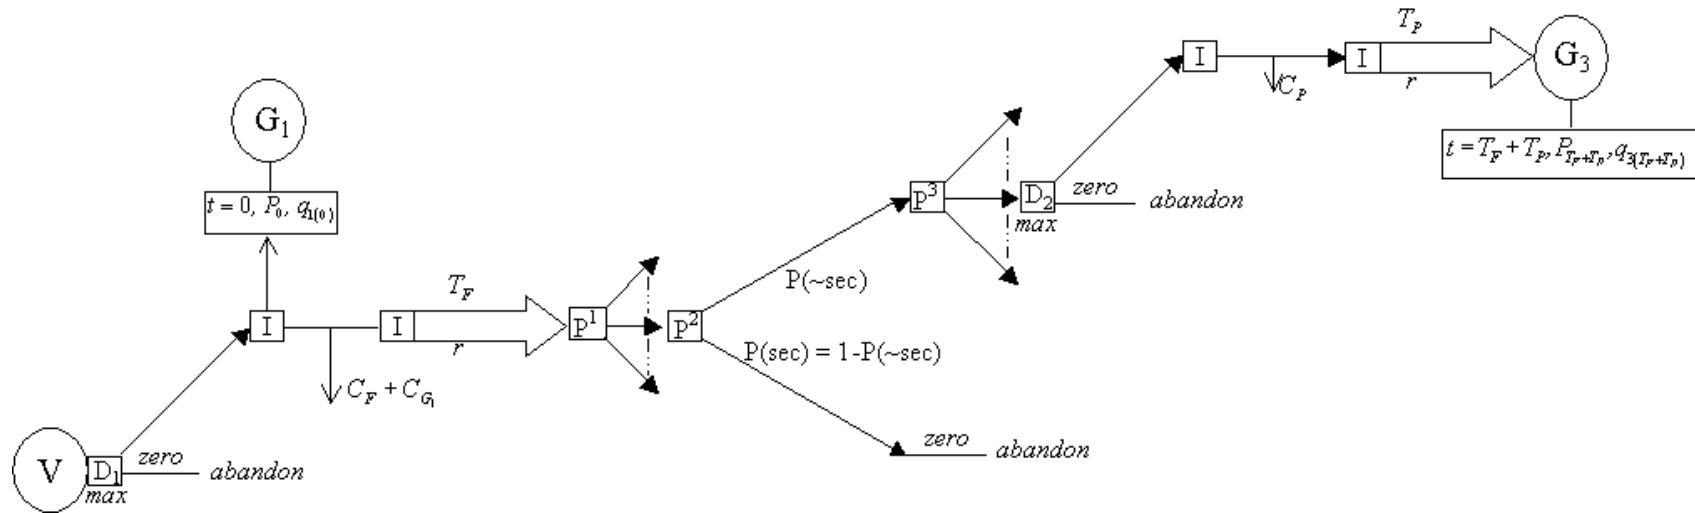 T_P
I
I
G_3
r
C_P
G_1
t = T_F + T_P, P_{T_F+T_P}, q_{3(T_F+T_P)}
t = 0, P_0, q_{1(0)}
P^3
D_2
zero
abandon
max
P(~sec)
T_F
I
I
P^1
P^2
r
P(sec) = 1-P(~sec)
C_F + C_{G_1}
zero
abandon
V
D_1
zero
abandon
max